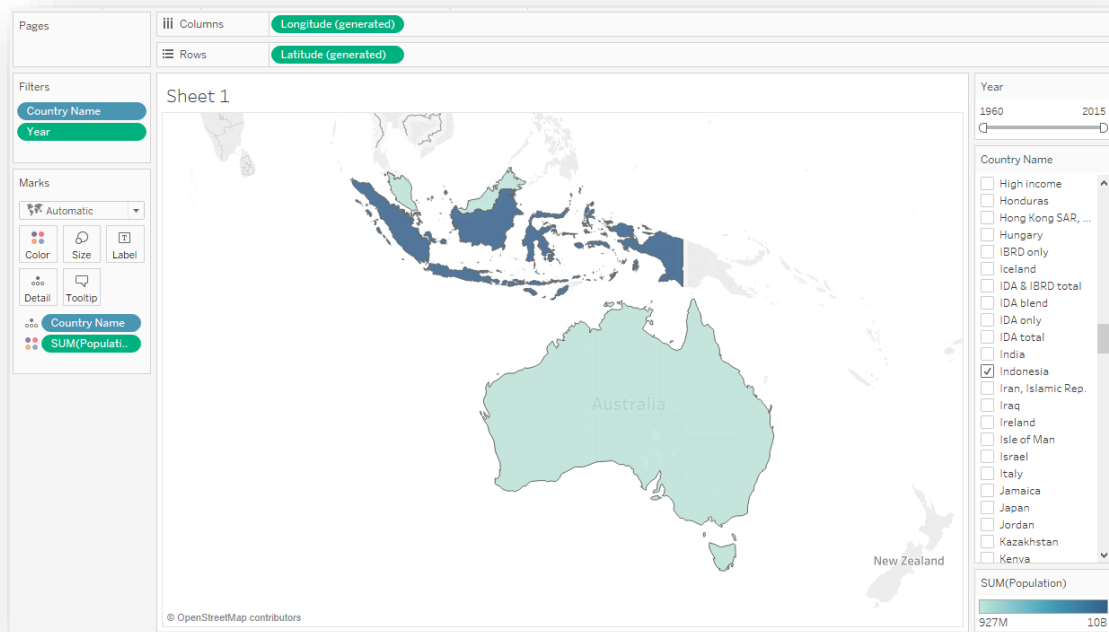 Pages
Columns
Longitude (generated)
Rows
Latitude (generated)
Filters
Country Name
Year
Marks
Automatic
Color
Size
Label
Detail
Tooltip
Country Name
SUM(Populati..
Sheet 1
Australia
New Zealand
© OpenStreetMap contributors
Year
1960 2015
Country Name
High income
Honduras
Hong Kong SAR, ...
Hungary
IBRD only
Iceland
IDA & IBRD total
IDA blend
IDA only
IDA total
India
Indonesia
Iran, Islamic Rep.
Iraq
Ireland
Isle of Man
Israel
Italy
Jamaica
Japan
Jordan
Kazakhstan
Kenya
SUM(Population)
927M 10B